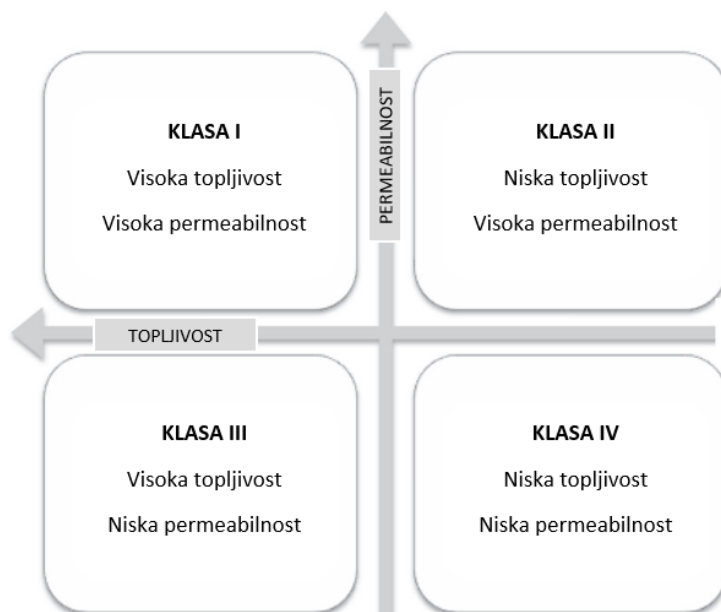 KLASA I
Visoka topljivost
Visoka permeabilnost
PERMEABILNOST
KLASA II
Niska topljivost
Visoka permeabilnost
TOPLJIVOST
KLASA III
Visoka topljivost
Niska permeabilnost
KLASA IV
Niska topljivost
Niska permeabilnost